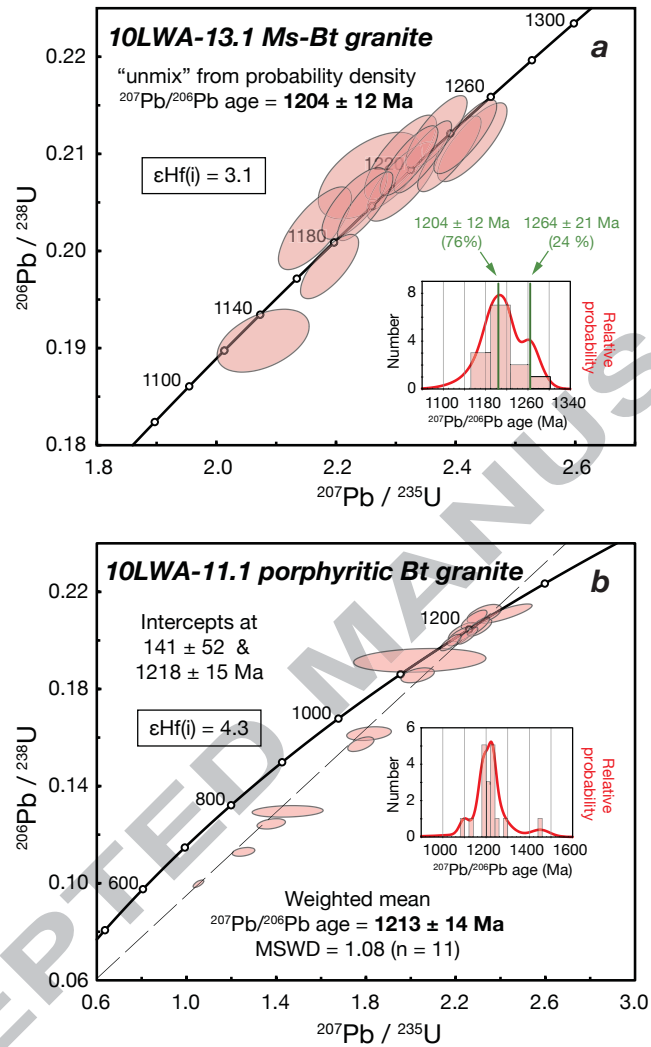 10LWA-13.1 Ms-Bt granite
a
“unmix” from probability density
²⁰⁷Pb/²⁰⁶Pb age = 1204 ± 12 Ma
εHf(i) = 3.1
0.22
0.21
0.20
0.19
0.18
²⁰⁶Pb / ²³⁸U
1300
1260
1220
1180
1140
1100
1204 ± 12 Ma
(76%)
1264 ± 21 Ma
(24 %)
8
4
0
Number
Relative
probability
1100 1180 1260 1340
²⁰⁷Pb/²⁰⁶Pb age (Ma)
1.8 2.0 2.2 2.4 2.6
²⁰⁷Pb / ²³⁵U
10LWA-11.1 porphyritic Bt granite
b
Intercepts at
141 ± 52 &
1218 ± 15 Ma
εHf(i) = 4.3
0.22
0.18
0.14
0.10
0.06
²⁰⁶Pb / ²³⁸U
1200
1000
800
600
6
4
2
0
Number
Relative
probability
1000 1200 1400 1600
²⁰⁷Pb/²⁰⁶Pb age (Ma)
Weighted mean
²⁰⁷Pb/²⁰⁶Pb age = 1213 ± 14 Ma
MSWD = 1.08 (n = 11)
0.6 1.0 1.4 1.8 2.2 2.6 3.0
²⁰⁷Pb / ²³⁵U
EPTED MANUS